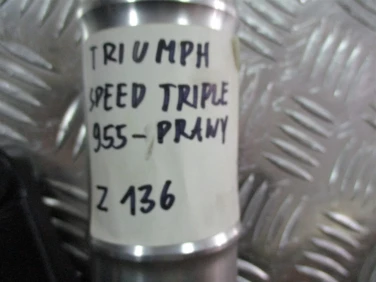 TRIUMPH
SPEED TRIPLE
955 - PRAWY
Z 136